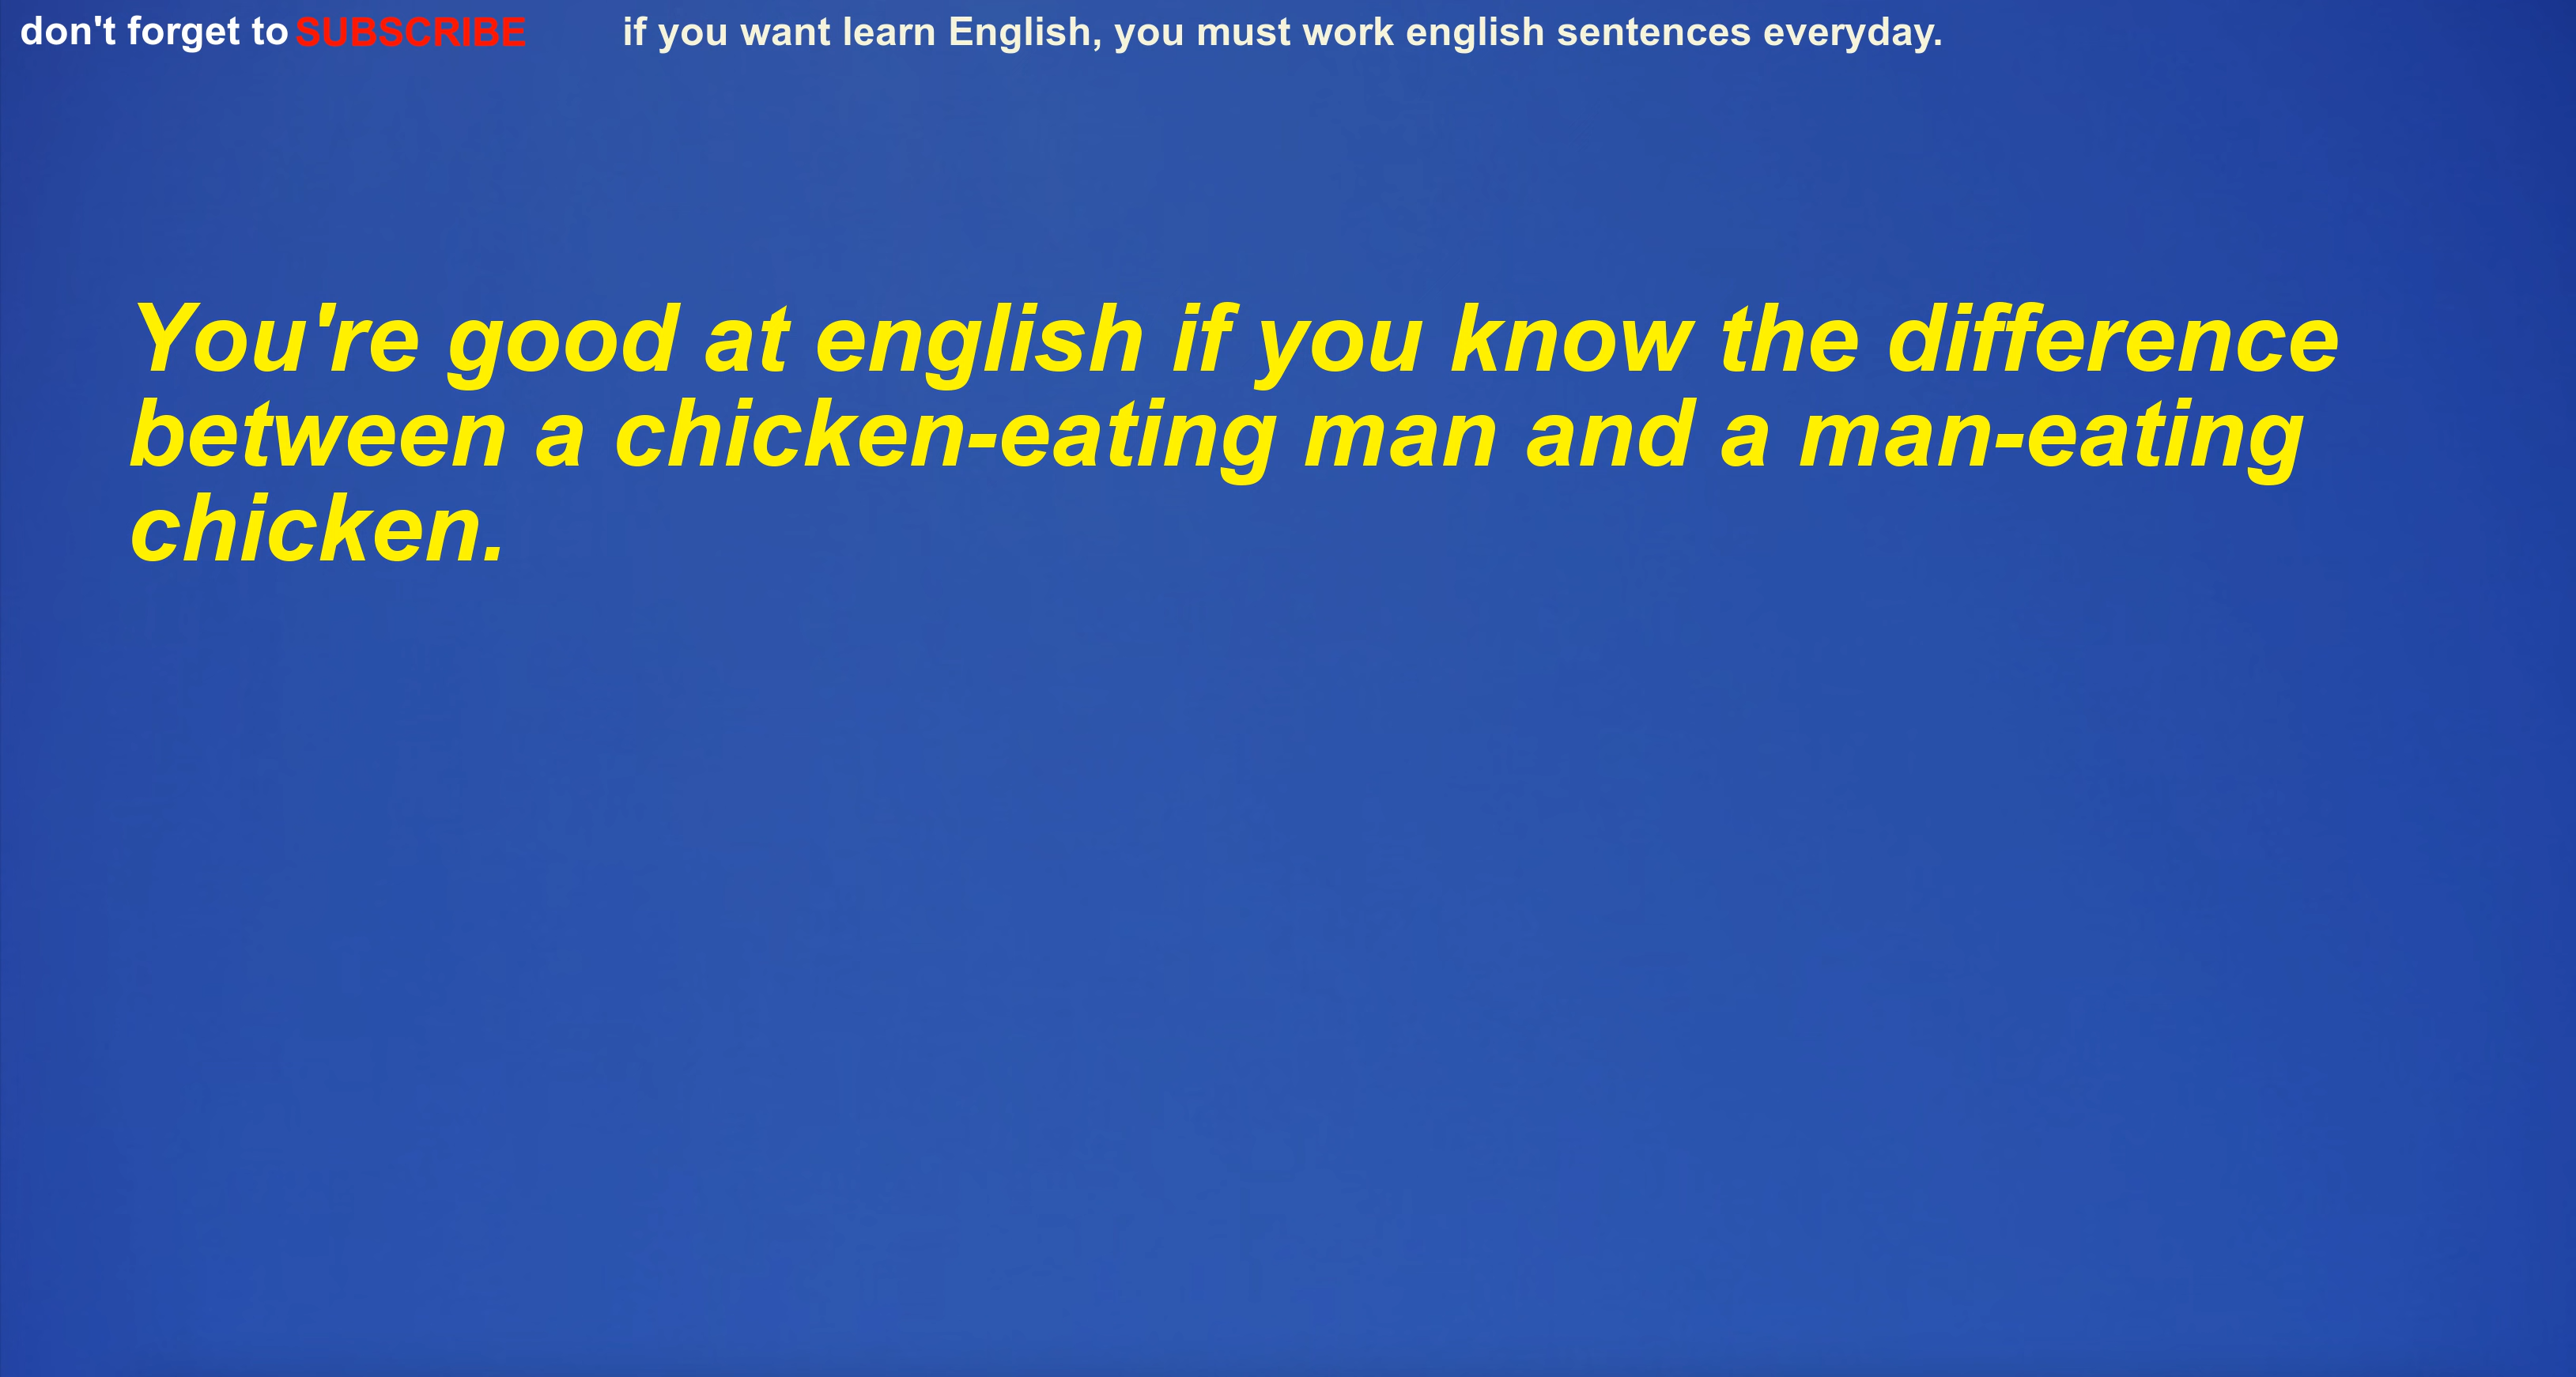 don't forget to SUBSCRIBE if you want learn English, you must work english sentences everyday.
You're good at english if you know the difference
between a chicken-eating man and a man-eating
chicken.